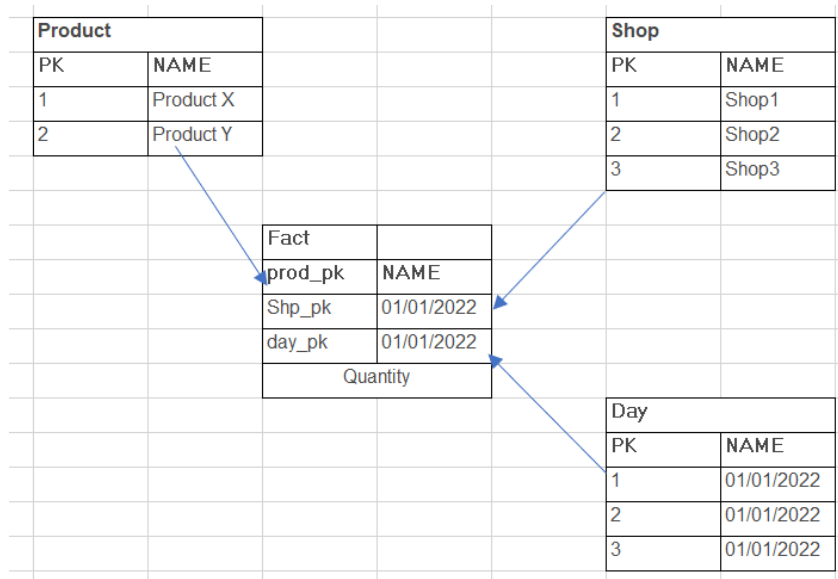 Product
PK NAME
1 Product X
2 Product Y
Shop
PK NAME
1 Shop1
2 Shop2
3 Shop3
Fact
prod_pk NAME
Shp_pk 01/01/2022
day_pk 01/01/2022
Quantity
Day
PK NAME
1 01/01/2022
2 01/01/2022
3 01/01/2022